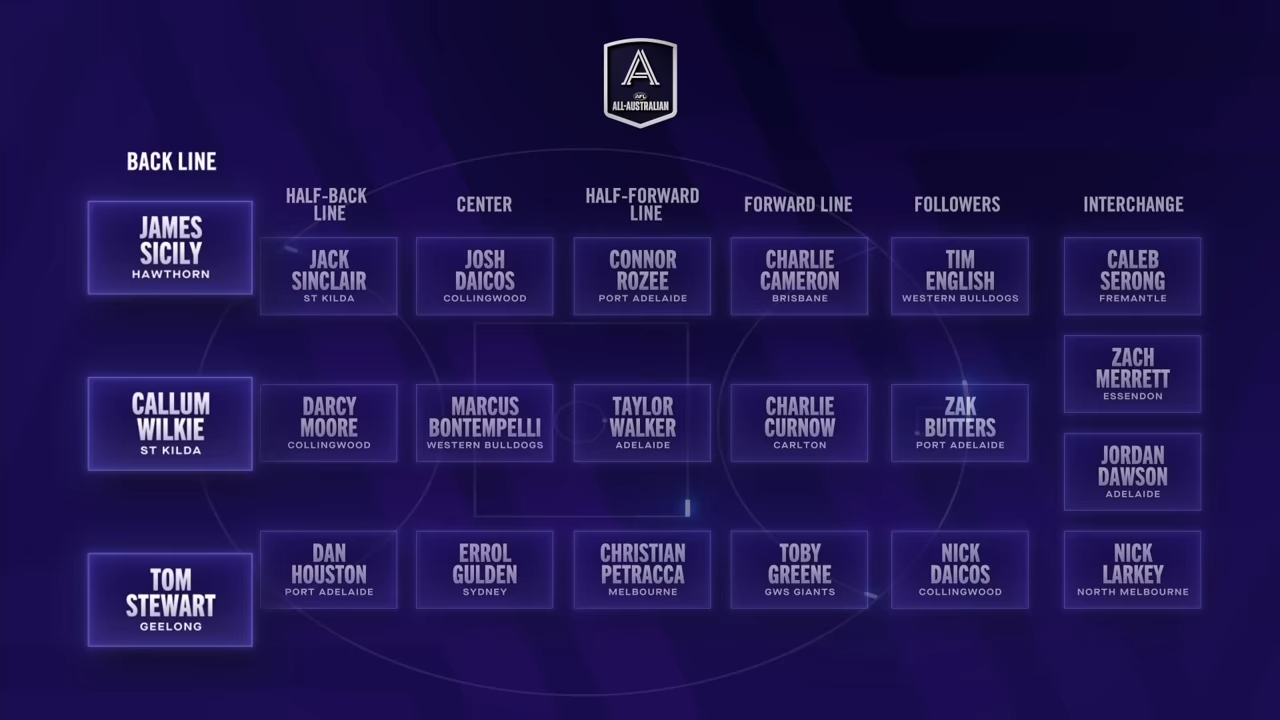 A
AFL
ALL-AUSTRALIAN
BACK LINE
JAMES
SICILY
HAWTHORN
CALLUM
WILKIE
ST KILDA
TOM
STEWART
GEELONG
HALF-BACK
LINE
JACK
SINCLAIR
ST KILDA
DARCY
MOORE
COLLINGWOOD
DAN
HOUSTON
PORT ADELAIDE
CENTER
JOSH
DAICOS
COLLINGWOOD
MARCUS
BONTEMPELLI
WESTERN BULLDOGS
ERROL
GULDEN
SYDNEY
HALF-FORWARD
LINE
CONNOR
ROZEE
PORT ADELAIDE
TAYLOR
WALKER
ADELAIDE
CHRISTIAN
PETRACCA
MELBOURNE
FORWARD LINE
CHARLIE
CAMERON
BRISBANE
CHARLIE
CURNOW
CARLTON
TOBY
GREENE
GWS GIANTS
FOLLOWERS
TIM
ENGLISH
WESTERN BULLDOGS
ZAK
BUTTERS
PORT ADELAIDE
NICK
DAICOS
COLLINGWOOD
INTERCHANGE
CALEB
SERONG
FREMANTLE
ZACH
MERRETT
ESSENDON
JORDAN
DAWSON
ADELAIDE
NICK
LARKEY
NORTH MELBOURNE